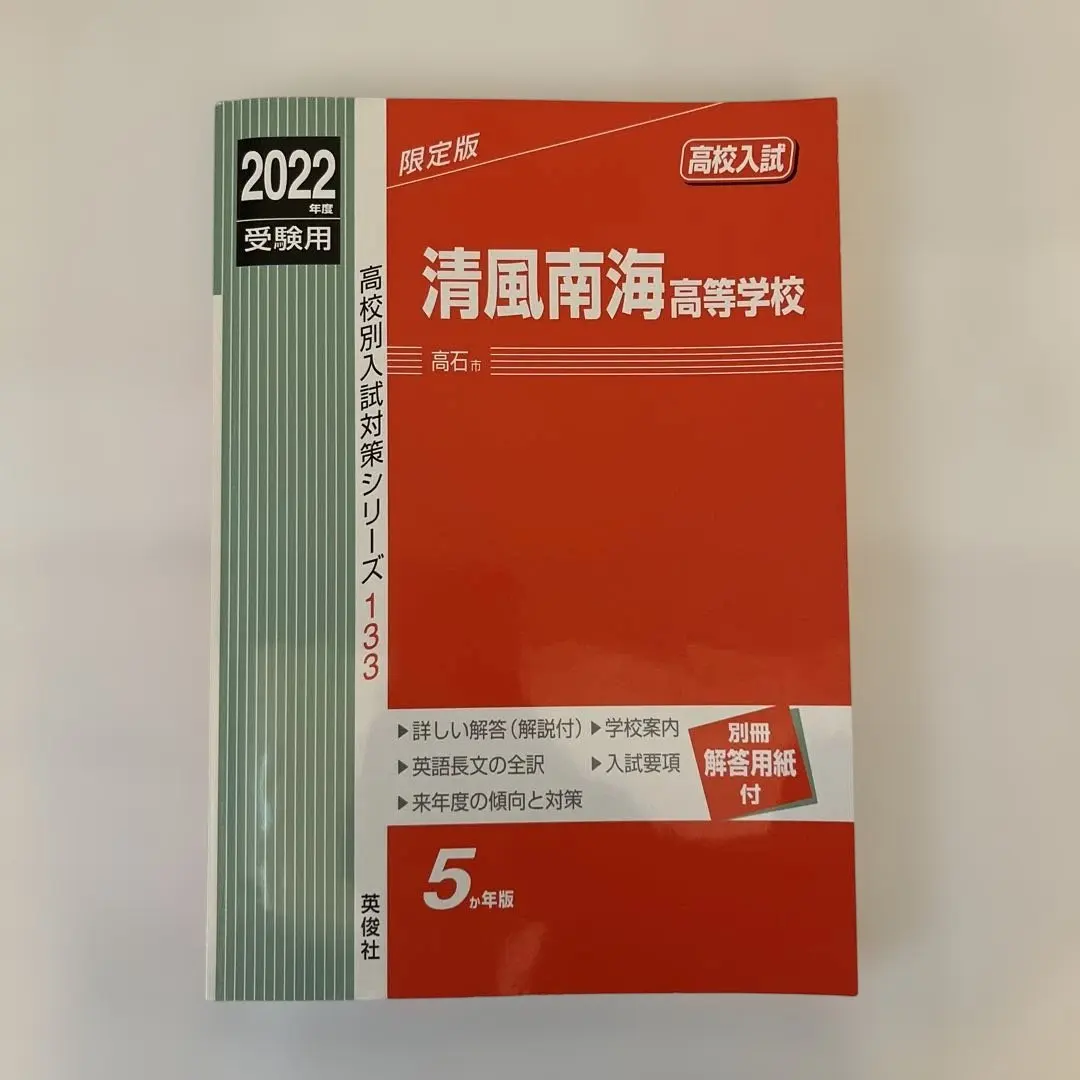 2022
年度
受験用
高校別入試対策シリーズ133
英俊社
限定版
高校入試
清風南海高等学校
高石市
▶詳しい解答(解説付)▶学校案内
▶英語長文の全訳 ▶入試要項
▶来年度の傾向と対策
別冊
解答用紙
付
5か年版